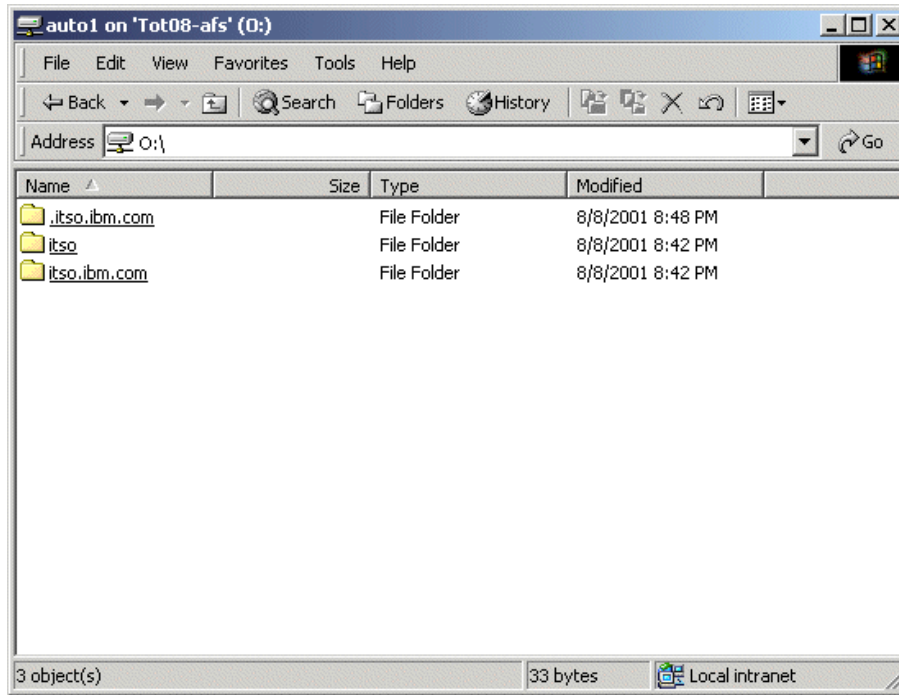 auto1 on 'Tot08-afs' (O:)
File Edit View Favorites Tools Help
Back Search Folders History
Address O:\ Go
Name Size Type Modified
.itso.ibm.com File Folder 8/8/2001 8:48 PM
itso File Folder 8/8/2001 8:42 PM
itso.ibm.com File Folder 8/8/2001 8:42 PM
3 object(s) 33 bytes Local intranet